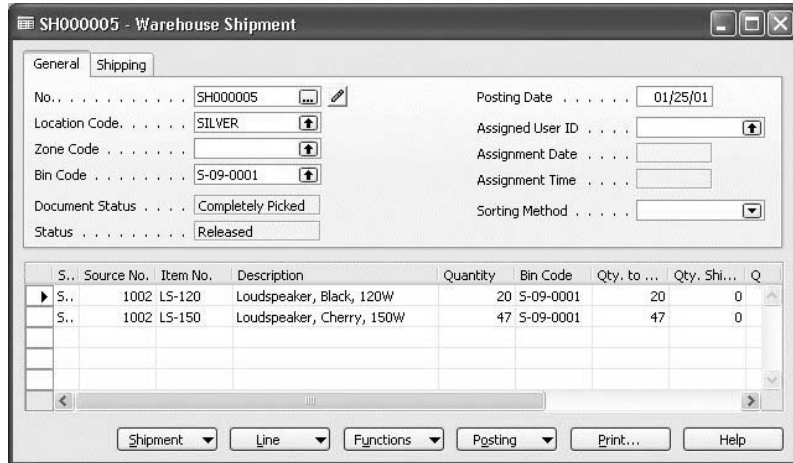 SH000005 - Warehouse Shipment
General Shipping
No. . . . . . . . . . . . SH000005 ...
Posting Date . . . . . . 01/25/01
Location Code. . . . . . SILVER
Assigned User ID . . . .
Zone Code . . . . . . . .
Assignment Date . . . .
Bin Code . . . . . . . . . S-09-0001
Assignment Time . . . .
Document Status . . . . Completely Picked
Sorting Method . . . . .
Status . . . . . . . . . Released
S.. Source No. Item No. Description Quantity Bin Code Qty. to ... Qty. Shi... Q
S.. 1002 LS-120 Loudspeaker, Black, 120W 20 S-09-0001 20 0
S.. 1002 LS-150 Loudspeaker, Cherry, 150W 47 S-09-0001 47 0
Shipment Line Functions Posting Print... Help